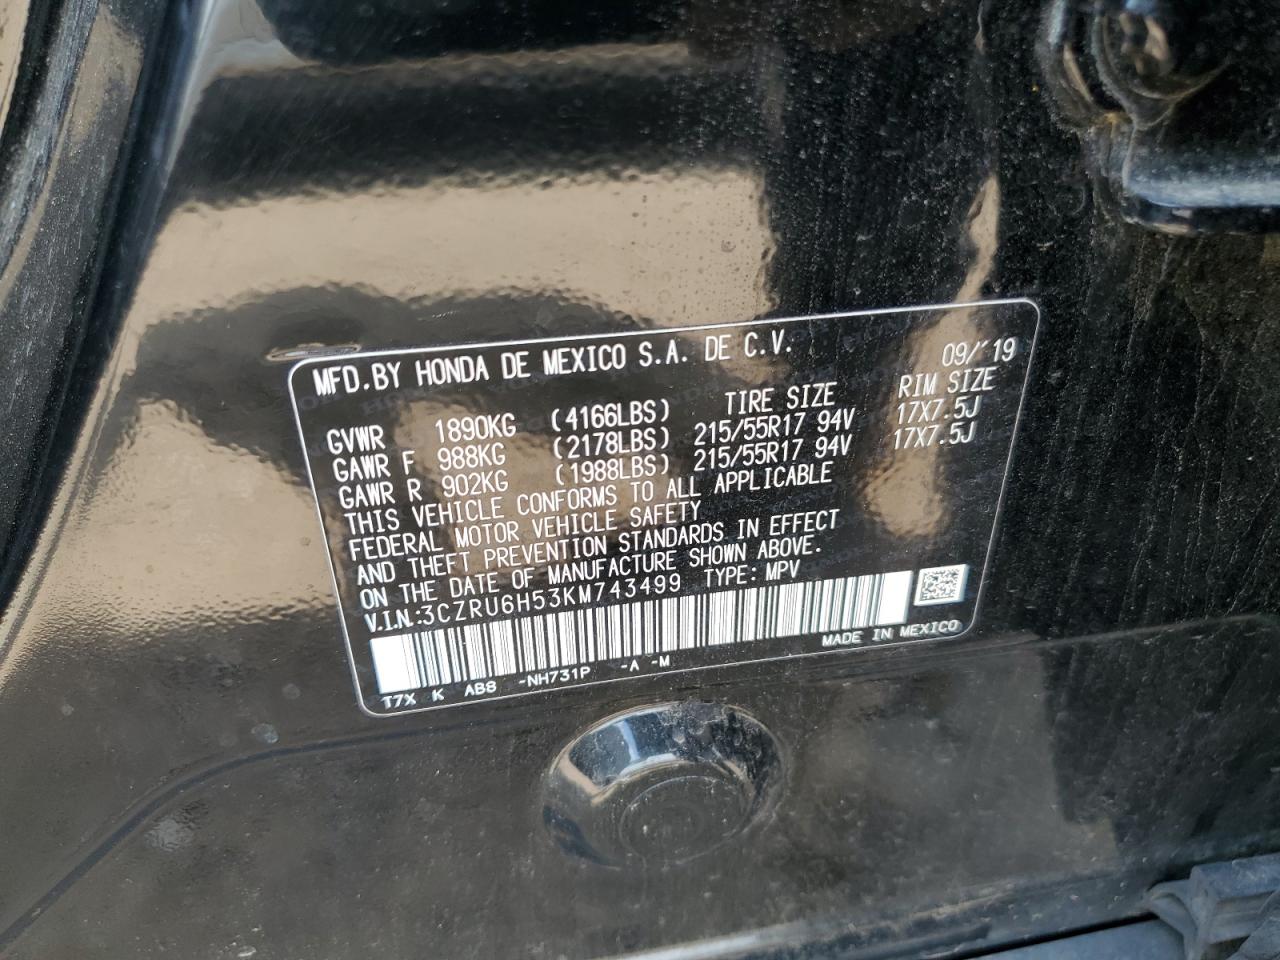 MFD.BY HONDA DE MEXICO S.A. DE C.V. 09/'19
TIRE SIZE RIM SIZE
GVWR 1890KG (4166LBS)
GAWR F 988KG (2178LBS) 215/55R17 94V 17X7.5J
GAWR R 902KG (1988LBS) 215/55R17 94V 17X7.5J
THIS VEHICLE CONFORMS TO ALL APPLICABLE
FEDERAL MOTOR VEHICLE SAFETY
AND THEFT PREVENTION STANDARDS IN EFFECT
ON THE DATE OF MANUFACTURE SHOWN ABOVE.
V.I.N.:3CZRU6H53KM743499 TYPE: MPV
MADE IN MEXICO
T7X K AB8 -NH731P -A -M